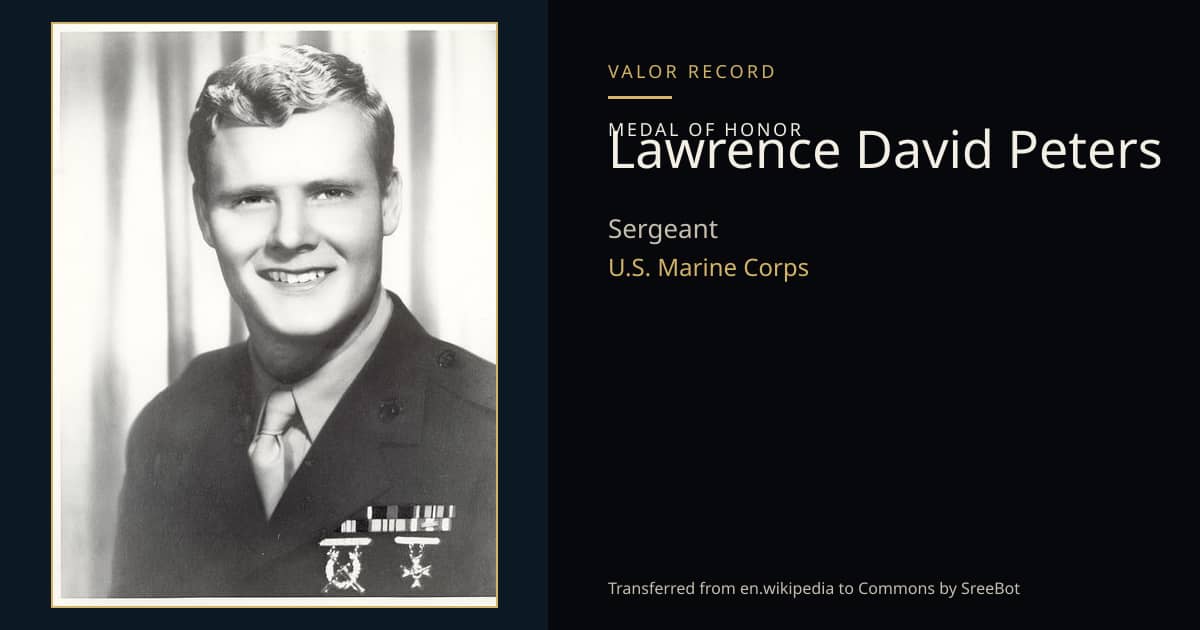 VALOR RECORD
MEDAL OF HONOR
Lawrence David Peters
Sergeant
U.S. Marine Corps
Transferred from en.wikipedia to Commons by SreeBot